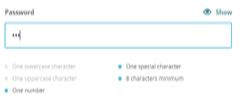 Password Show
•••
One lowercase character One special character
One uppercase character 8 characters minimum
One number